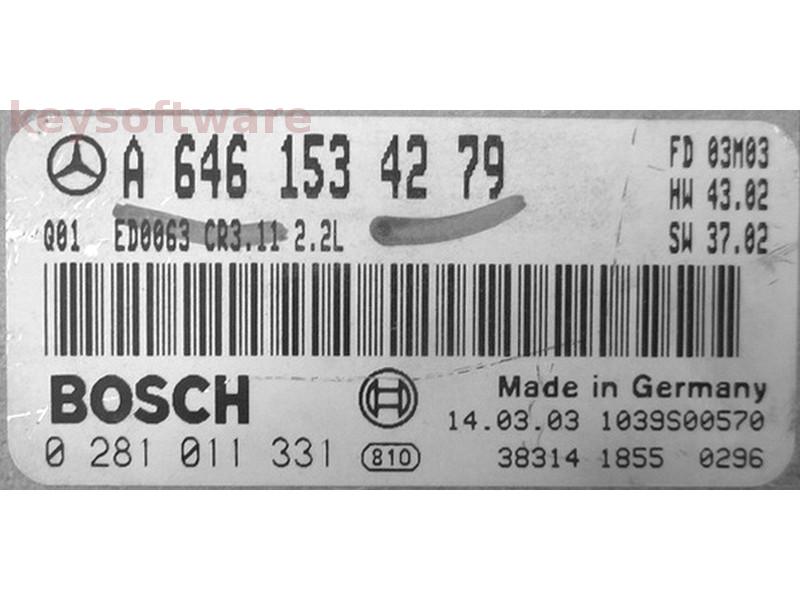 keysoftware
A 646 153 42 79
FD 03M03
HW 43.02
Q01 ED0063 CR3.11 2.2L
SW 37.02
BOSCH
Made in Germany
14.03.03 1039S00570
0 281 011 331 810
38314 1855 0296